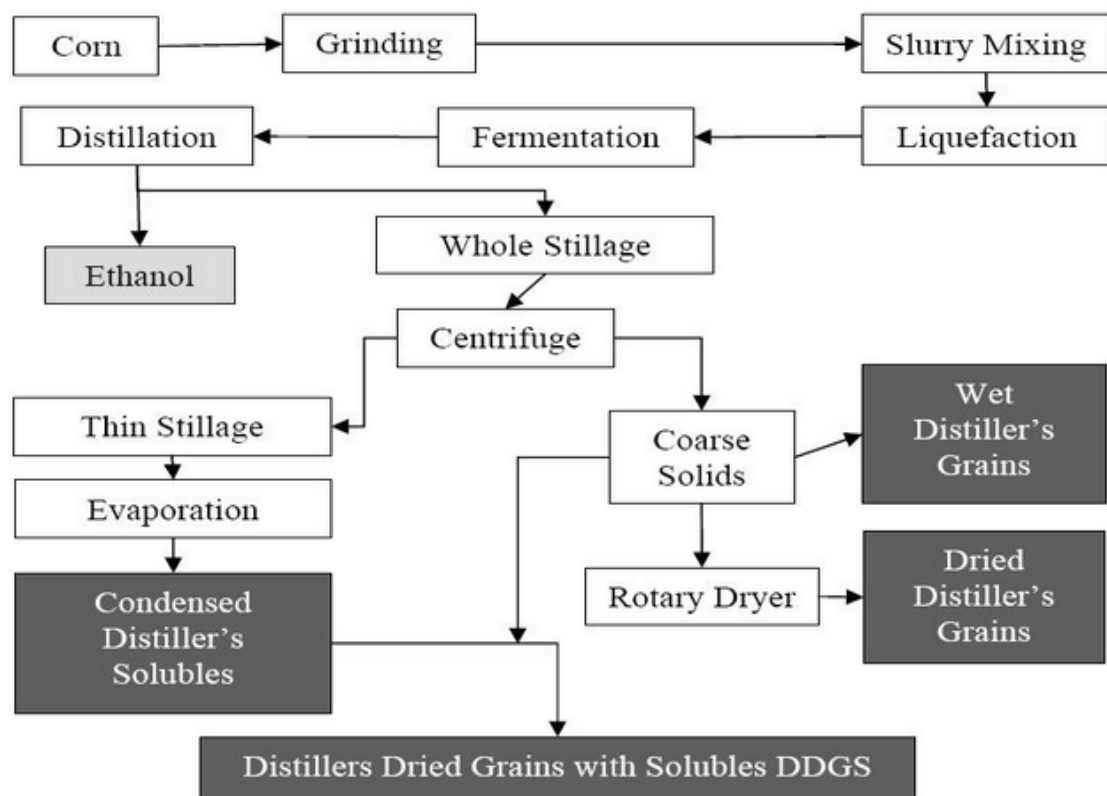 Corn
Grinding
Slurry Mixing
Distillation
Fermentation
Liquefaction
Whole Stillage
Ethanol
Centrifuge
Thin Stillage
Coarse
Solids
Wet
Distiller’s
Grains
Evaporation
Condensed
Distiller’s
Solubles
Rotary Dryer
Dried
Distiller’s
Grains
Distillers Dried Grains with Solubles DDGS